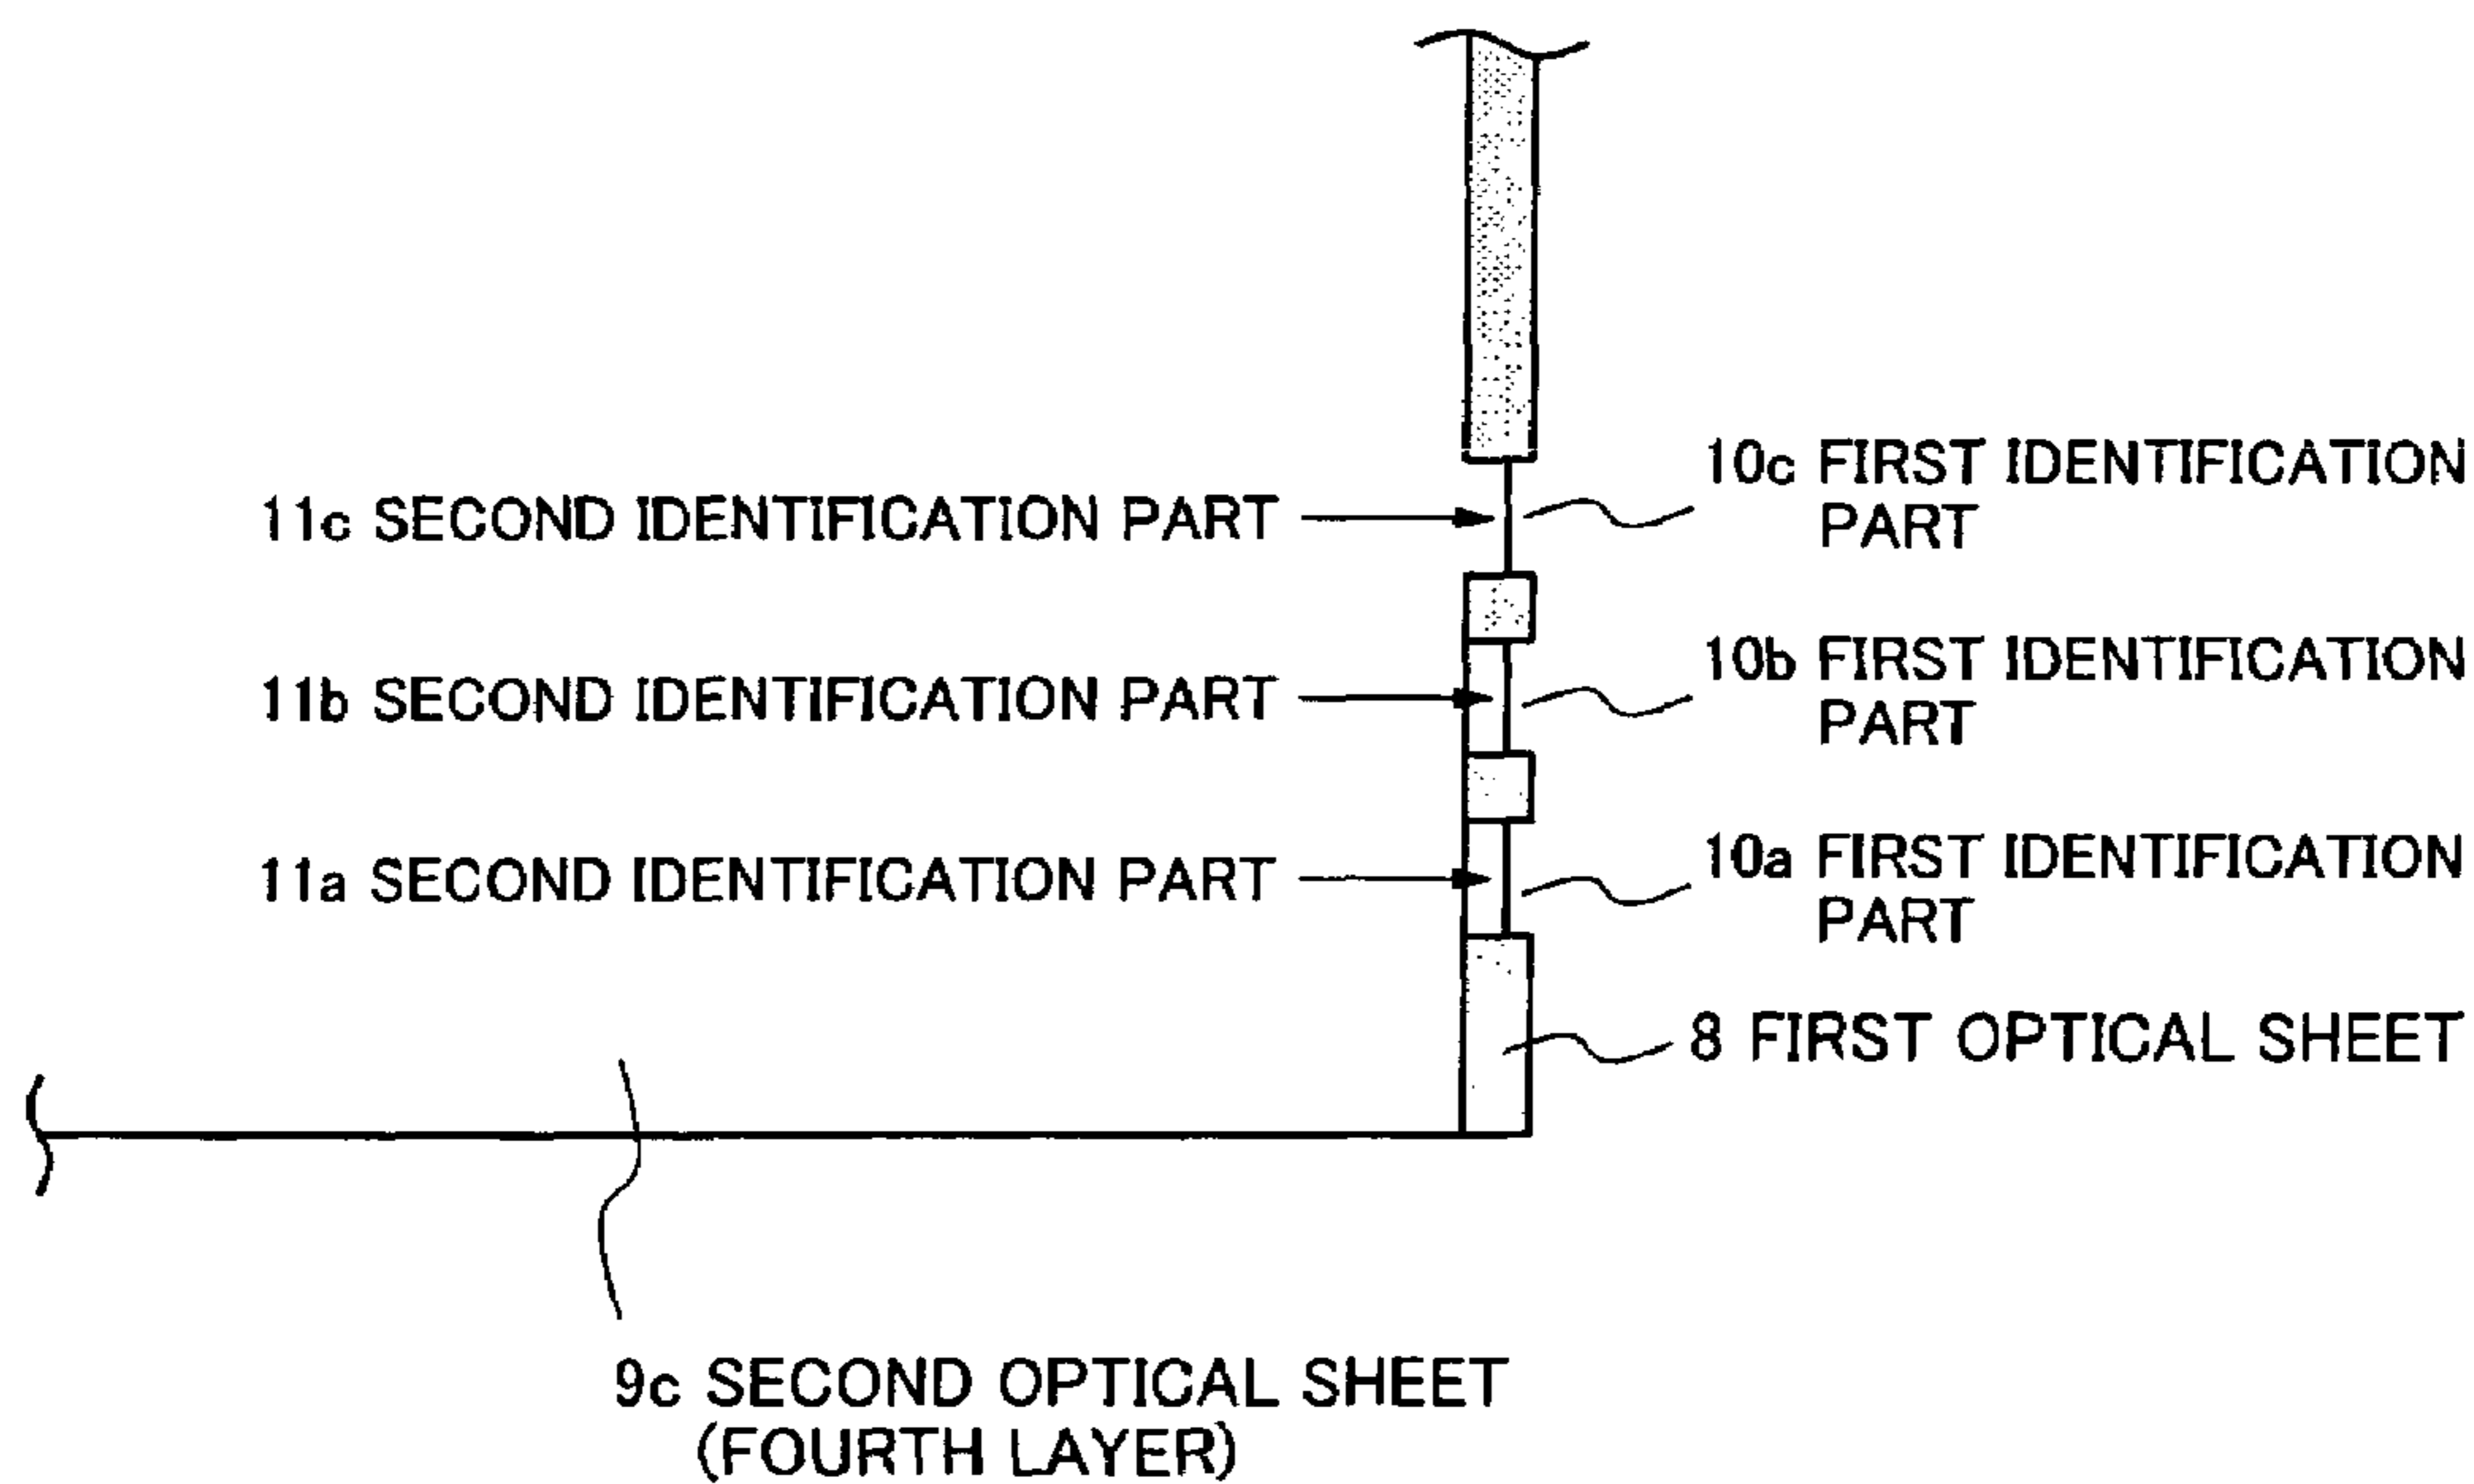 10c FIRST IDENTIFICATION
PART
11c SECOND IDENTIFICATION PART
10b FIRST IDENTIFICATION
PART
11b SECOND IDENTIFICATION PART
10a FIRST IDENTIFICATION
PART
11a SECOND IDENTIFICATION PART
8 FIRST OPTICAL SHEET
9c SECOND OPTICAL SHEET
(FOURTH LAYER)